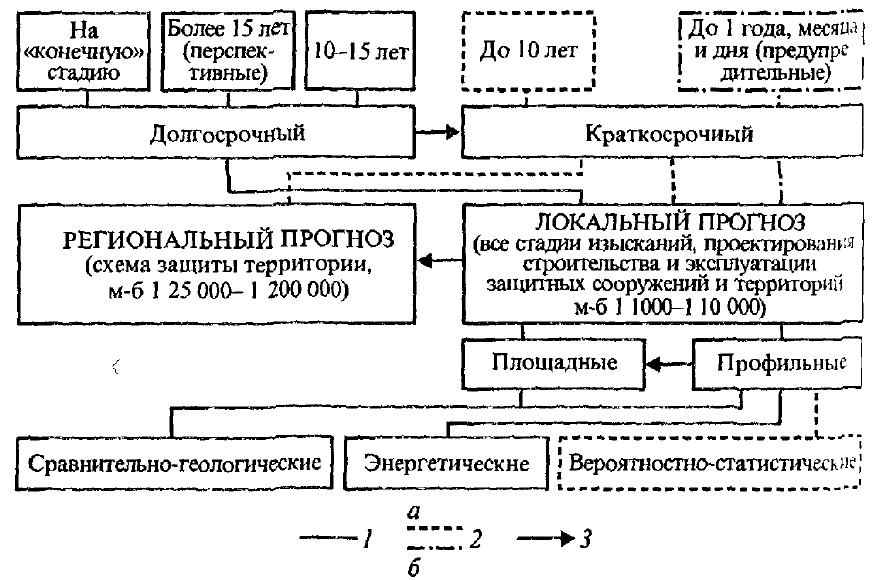 На
«конечную»
стадию
Более 15 лет
(перспек-
тивные)
10–15 лет
До 10 лет
До 1 года, месяца
и дня (предупре
дительные)
Долгосрочный
Краткосрочный
РЕГИОНАЛЬНЫЙ ПРОГНОЗ
(схема защиты территории,
м-б 1 25 000– 1 200 000)
ЛОКАЛЬНЫЙ ПРОГНОЗ
(все стадии изысканий, проектирования
строительства и эксплуатации
защитных сооружений и территорий
м-б 1 1000–1 10 000)
Площадные
Профильные
Сравнительно-геологические
Энергетические
Вероятностно-статистические
а
1
2
3
б